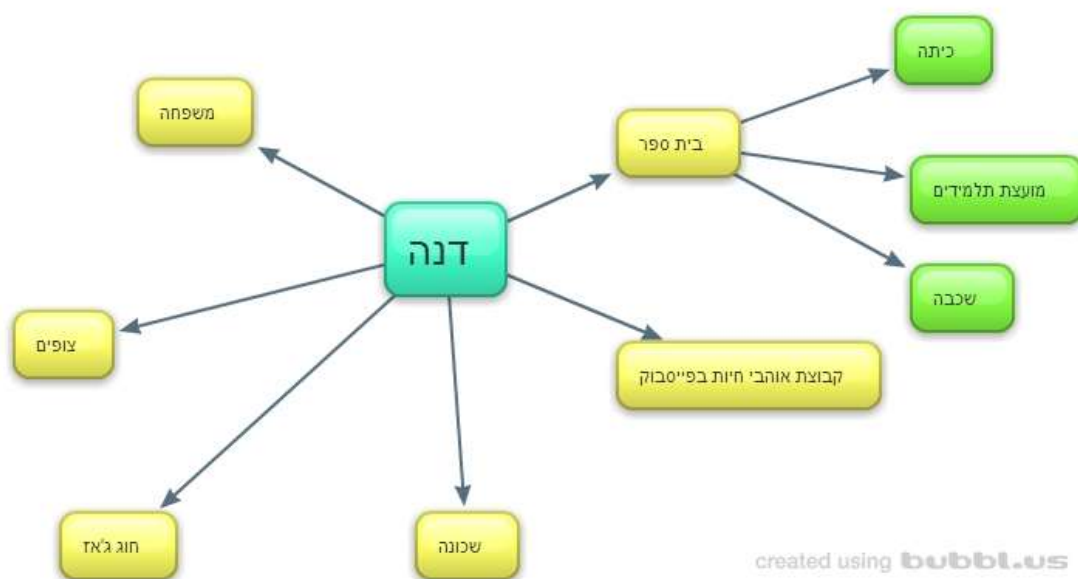 כיתה
משפחה
בית ספר
מועצת תלמידים
דנה
שכבה
צופים
קבוצת אוהבי חיות בפייסבוק
חוג ג'אז
שכונה
created using bubbl.us